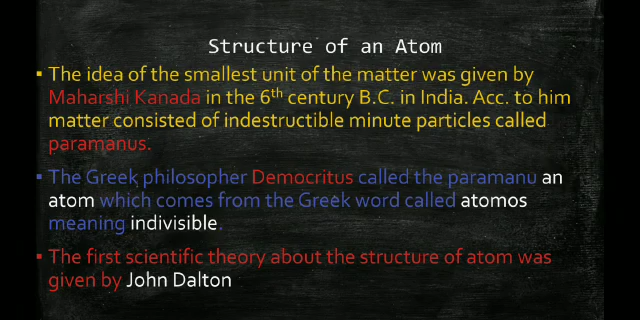 Structure of an Atom
▪ The idea of the smallest unit of the matter was given by
Maharshi Kanada in the 6th century B.C. in India. Acc. to him
matter consisted of indestructible minute particles called
paramanus.
▪ The Greek philosopher Democritus called the paramanu an
atom which comes from the Greek word called atomos
meaning indivisible.
▪ The first scientific theory about the structure of atom was
given by John Dalton